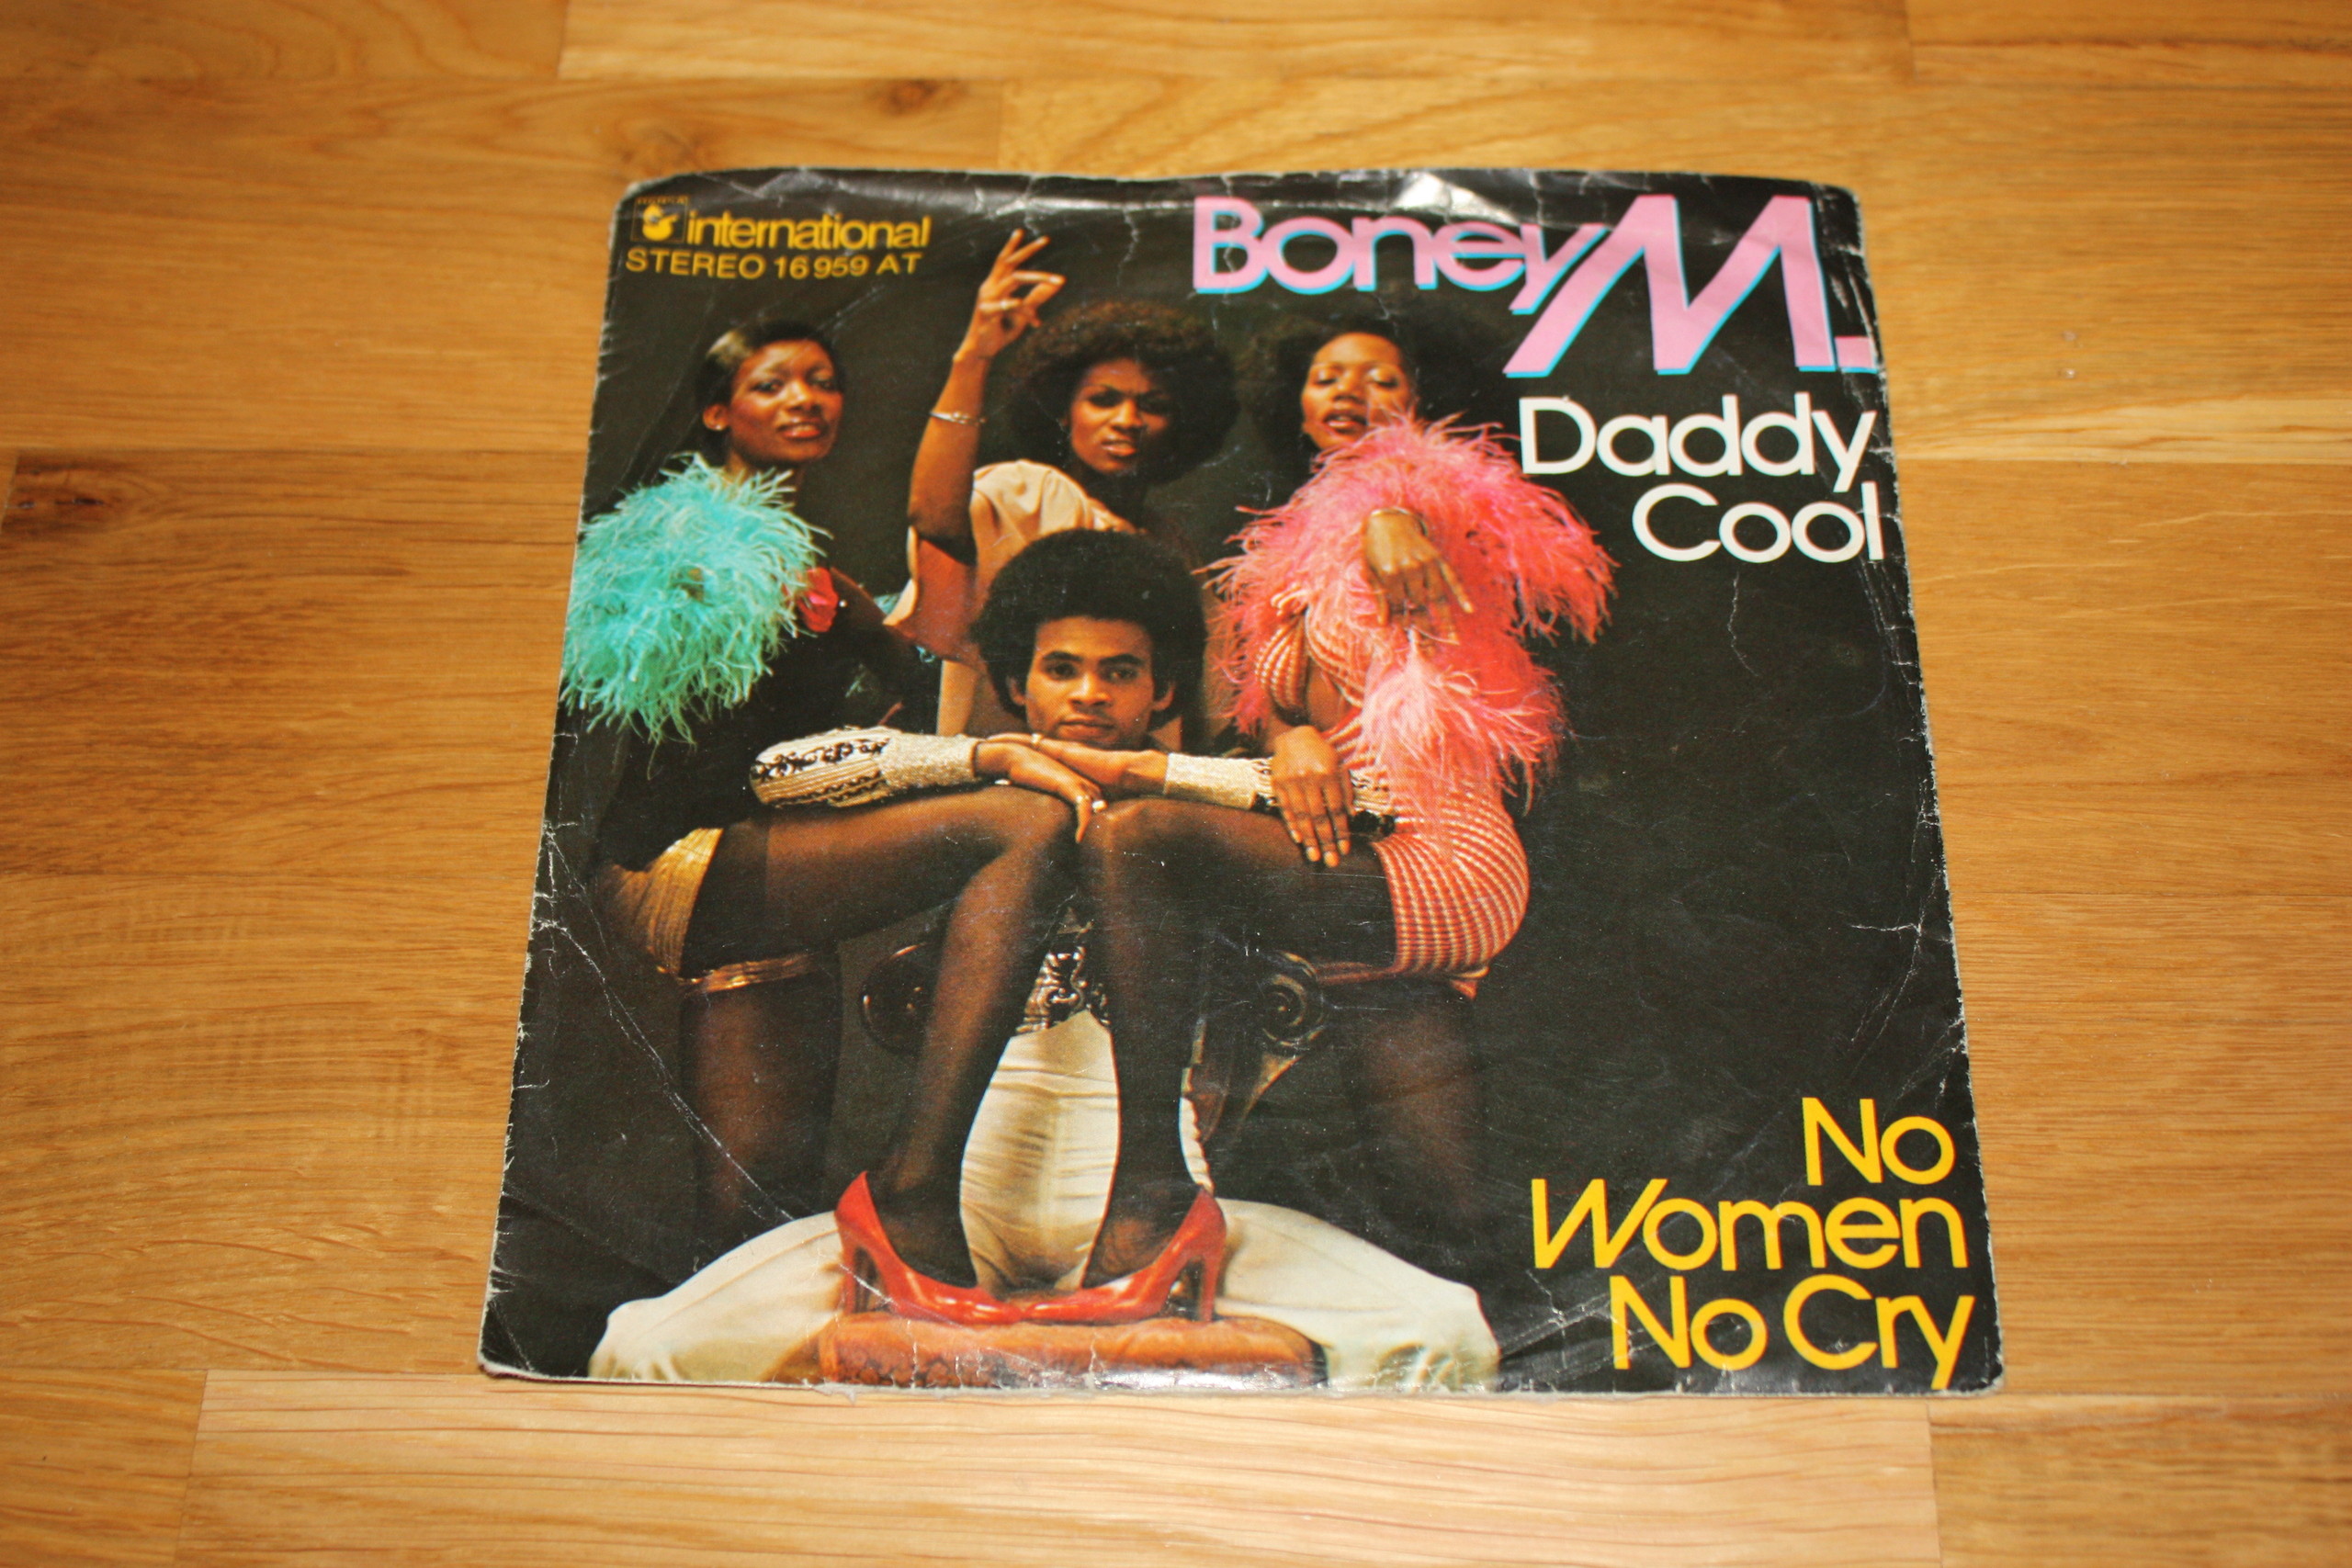 international
STEREO 16 959 AT
Boney M.
Daddy
Cool
No
Women
No Cry